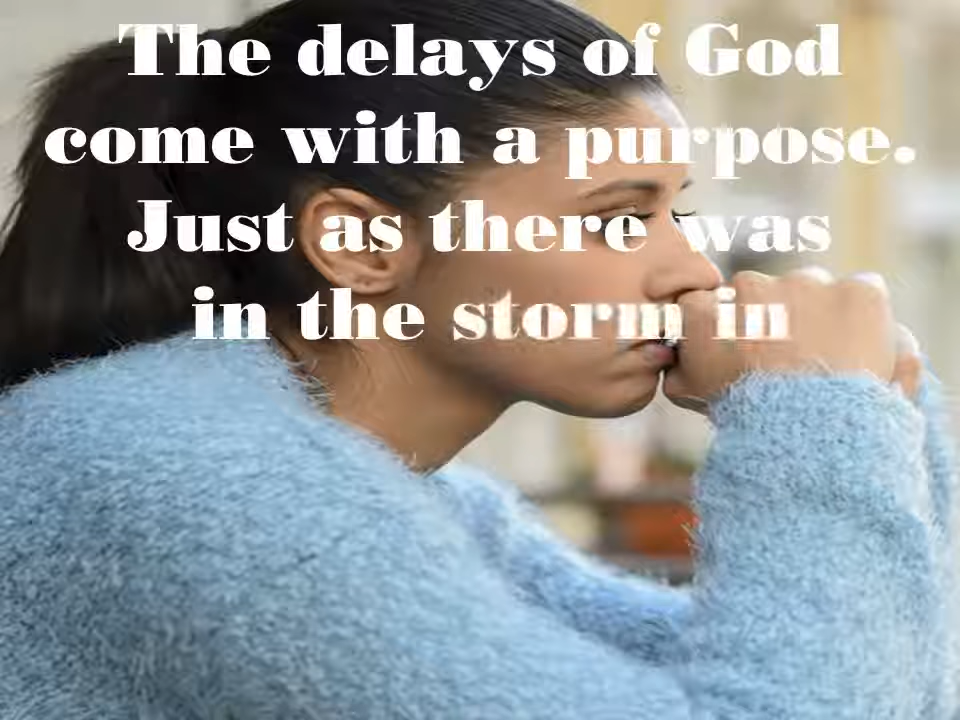 The delays of God
come with a purpose.
Just as there was
in the storm in